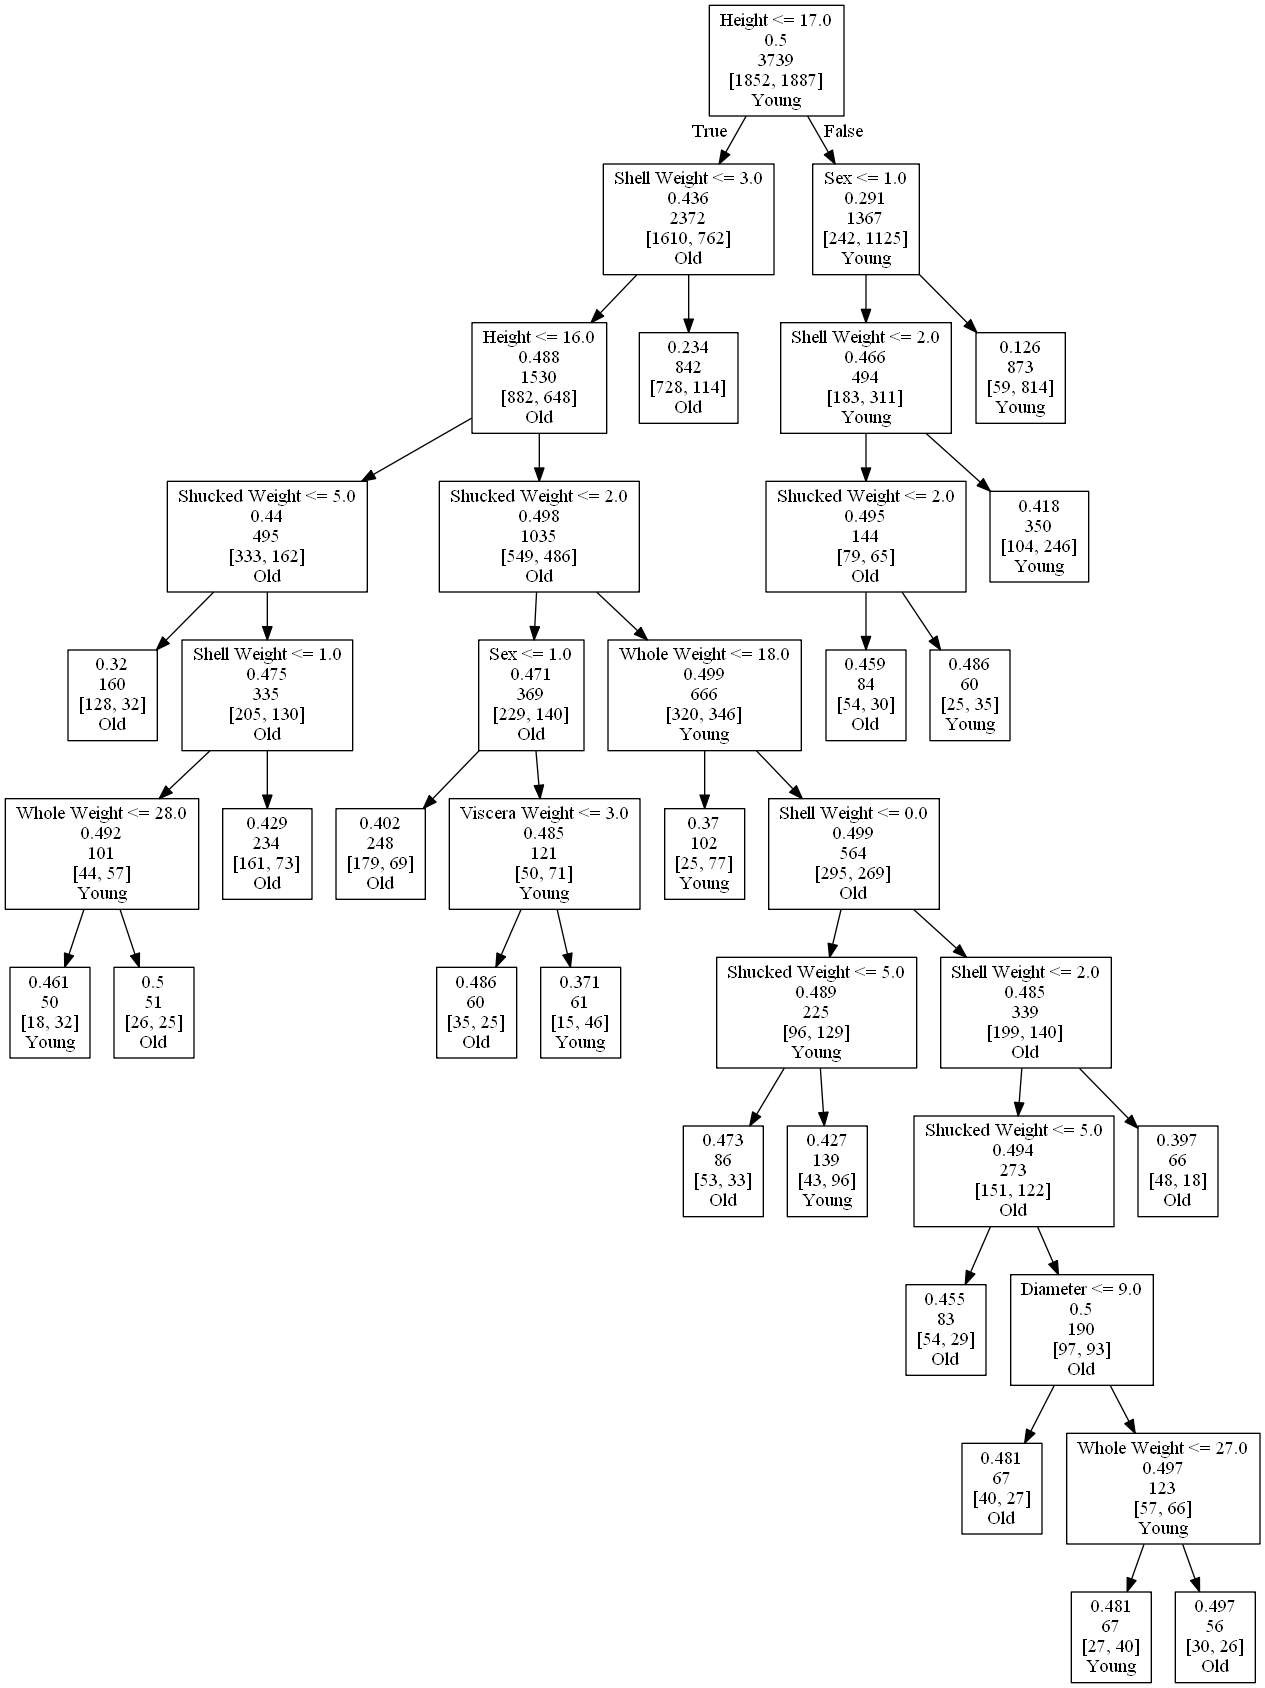 Height <= 17.0
0.5
3739
[1852, 1887]
Young
True
False
Shell Weight <= 3.0
0.436
2372
[1610, 762]
Old
Sex <= 1.0
0.291
1367
[242, 1125]
Young
Height <= 16.0
0.488
1530
[882, 648]
Old
0.234
842
[728, 114]
Old
Shell Weight <= 2.0
0.466
494
[183, 311]
Young
0.126
873
[59, 814]
Young
Shucked Weight <= 5.0
0.44
495
[333, 162]
Old
Shucked Weight <= 2.0
0.498
1035
[549, 486]
Old
Shucked Weight <= 2.0
0.495
144
[79, 65]
Old
0.418
350
[104, 246]
Young
0.32
160
[128, 32]
Old
Shell Weight <= 1.0
0.475
335
[205, 130]
Old
Sex <= 1.0
0.471
369
[229, 140]
Old
Whole Weight <= 18.0
0.499
666
[320, 346]
Young
0.459
84
[54, 30]
Old
0.486
60
[25, 35]
Young
Whole Weight <= 28.0
0.492
101
[44, 57]
Young
0.429
234
[161, 73]
Old
0.402
248
[179, 69]
Old
Viscera Weight <= 3.0
0.485
121
[50, 71]
Young
0.37
102
[25, 77]
Young
Shell Weight <= 0.0
0.499
564
[295, 269]
Old
0.461
50
[18, 32]
Young
0.5
51
[26, 25]
Old
0.486
60
[35, 25]
Old
0.371
61
[15, 46]
Young
Shucked Weight <= 5.0
0.489
225
[96, 129]
Young
Shell Weight <= 2.0
0.485
339
[199, 140]
Old
0.473
86
[53, 33]
Old
0.427
139
[43, 96]
Young
Shucked Weight <= 5.0
0.494
273
[151, 122]
Old
0.397
66
[48, 18]
Old
0.455
83
[54, 29]
Old
Diameter <= 9.0
0.5
190
[97, 93]
Old
0.481
67
[40, 27]
Old
Whole Weight <= 27.0
0.497
123
[57, 66]
Young
0.481
67
[27, 40]
Young
0.497
56
[30, 26]
Old